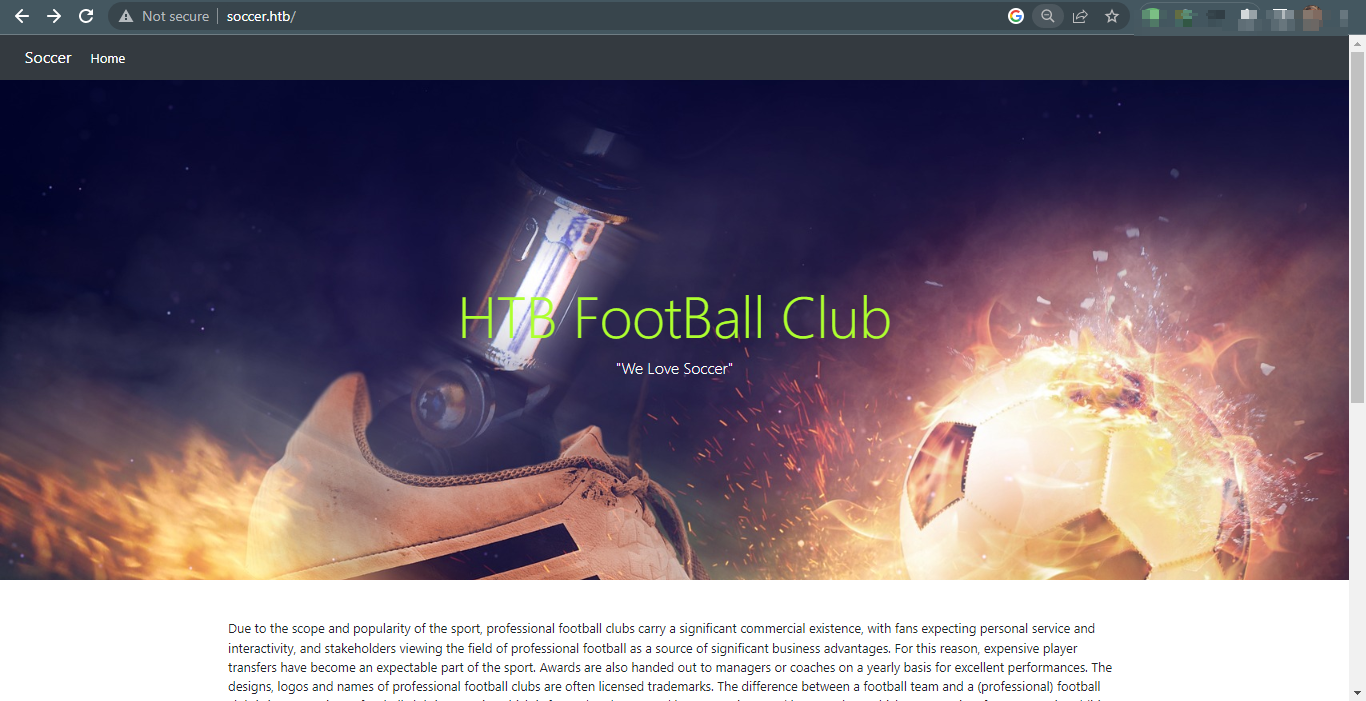 Not secure | soccer.htb/
Soccer Home
HTB FootBall Club
"We Love Soccer"
Due to the scope and popularity of the sport, professional football clubs carry a significant commercial existence, with fans expecting personal service and
interactivity, and stakeholders viewing the field of professional football as a source of significant business advantages. For this reason, expensive player
transfers have become an expectable part of the sport. Awards are also handed out to managers or coaches on a yearly basis for excellent performances. The
designs, logos and names of professional football clubs are often licensed trademarks. The difference between a football team and a (professional) football